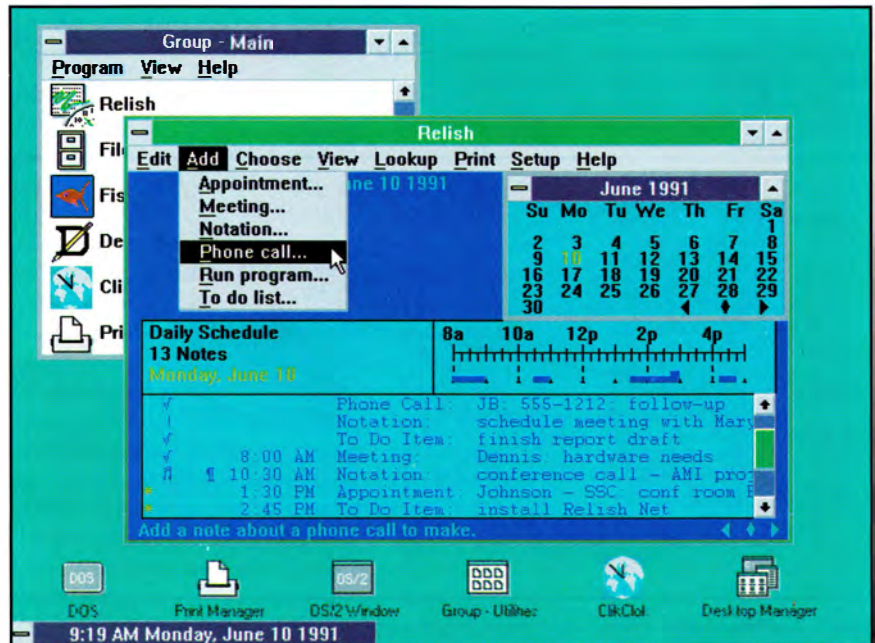 Group - Main
Program View Help
Relish
Relish
Edit Add Choose View Lookup Print Setup Help
Appointment...
Meeting...
Notation...
Phone call...
Run program...
To do list...
ne 10 1991
June 1991
Su Mo Tu We Th Fr Sa
1
2 3 4 5 6 7 8
9 10 11 12 13 14 15
16 17 18 19 20 21 22
23 24 25 26 27 28 29
30
Fil
Fis
De
Cli
Pri
Daily Schedule
13 Notes
Monday, June 10
8a 10a 12p 2p 4p
√ Phone Call: JB: 555-1212: follow-up
! Notation: schedule meeting with Mary
√ To Do Item: finish report draft
√ 8:00 AM Meeting: Dennis: hardware needs
♫ ¶ 10:30 AM Notation: conference call - AMI proj
* 1:30 PM Appointment: Johnson - SSC: conf room
* 2:45 PM To Do Item: install Relish Net
Add a note about a phone call to make.
DOS
OS/2
DOS Print Manager OS/2 Window Group - Utilities ClikClok Desktop Manager
9:19 AM Monday, June 10 1991